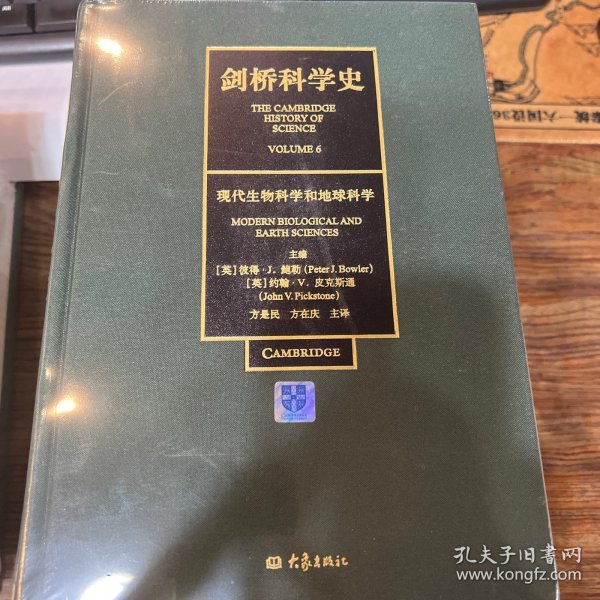 剑桥科学史
THE CAMBRIDGE
HISTORY OF
SCIENCE
VOLUME 6
现代生物科学和地球科学
MODERN BIOLOGICAL AND
EARTH SCIENCES
主编
[英]彼得·J. 鲍勒(Peter J. Bowler)
[英]约翰·V. 皮克斯通
(John V. Pickstone)
方是民 方在庆 主译
CAMBRIDGE
CAMBRIDGE
大象出版社
孔夫子旧书网
www.kongfz.com